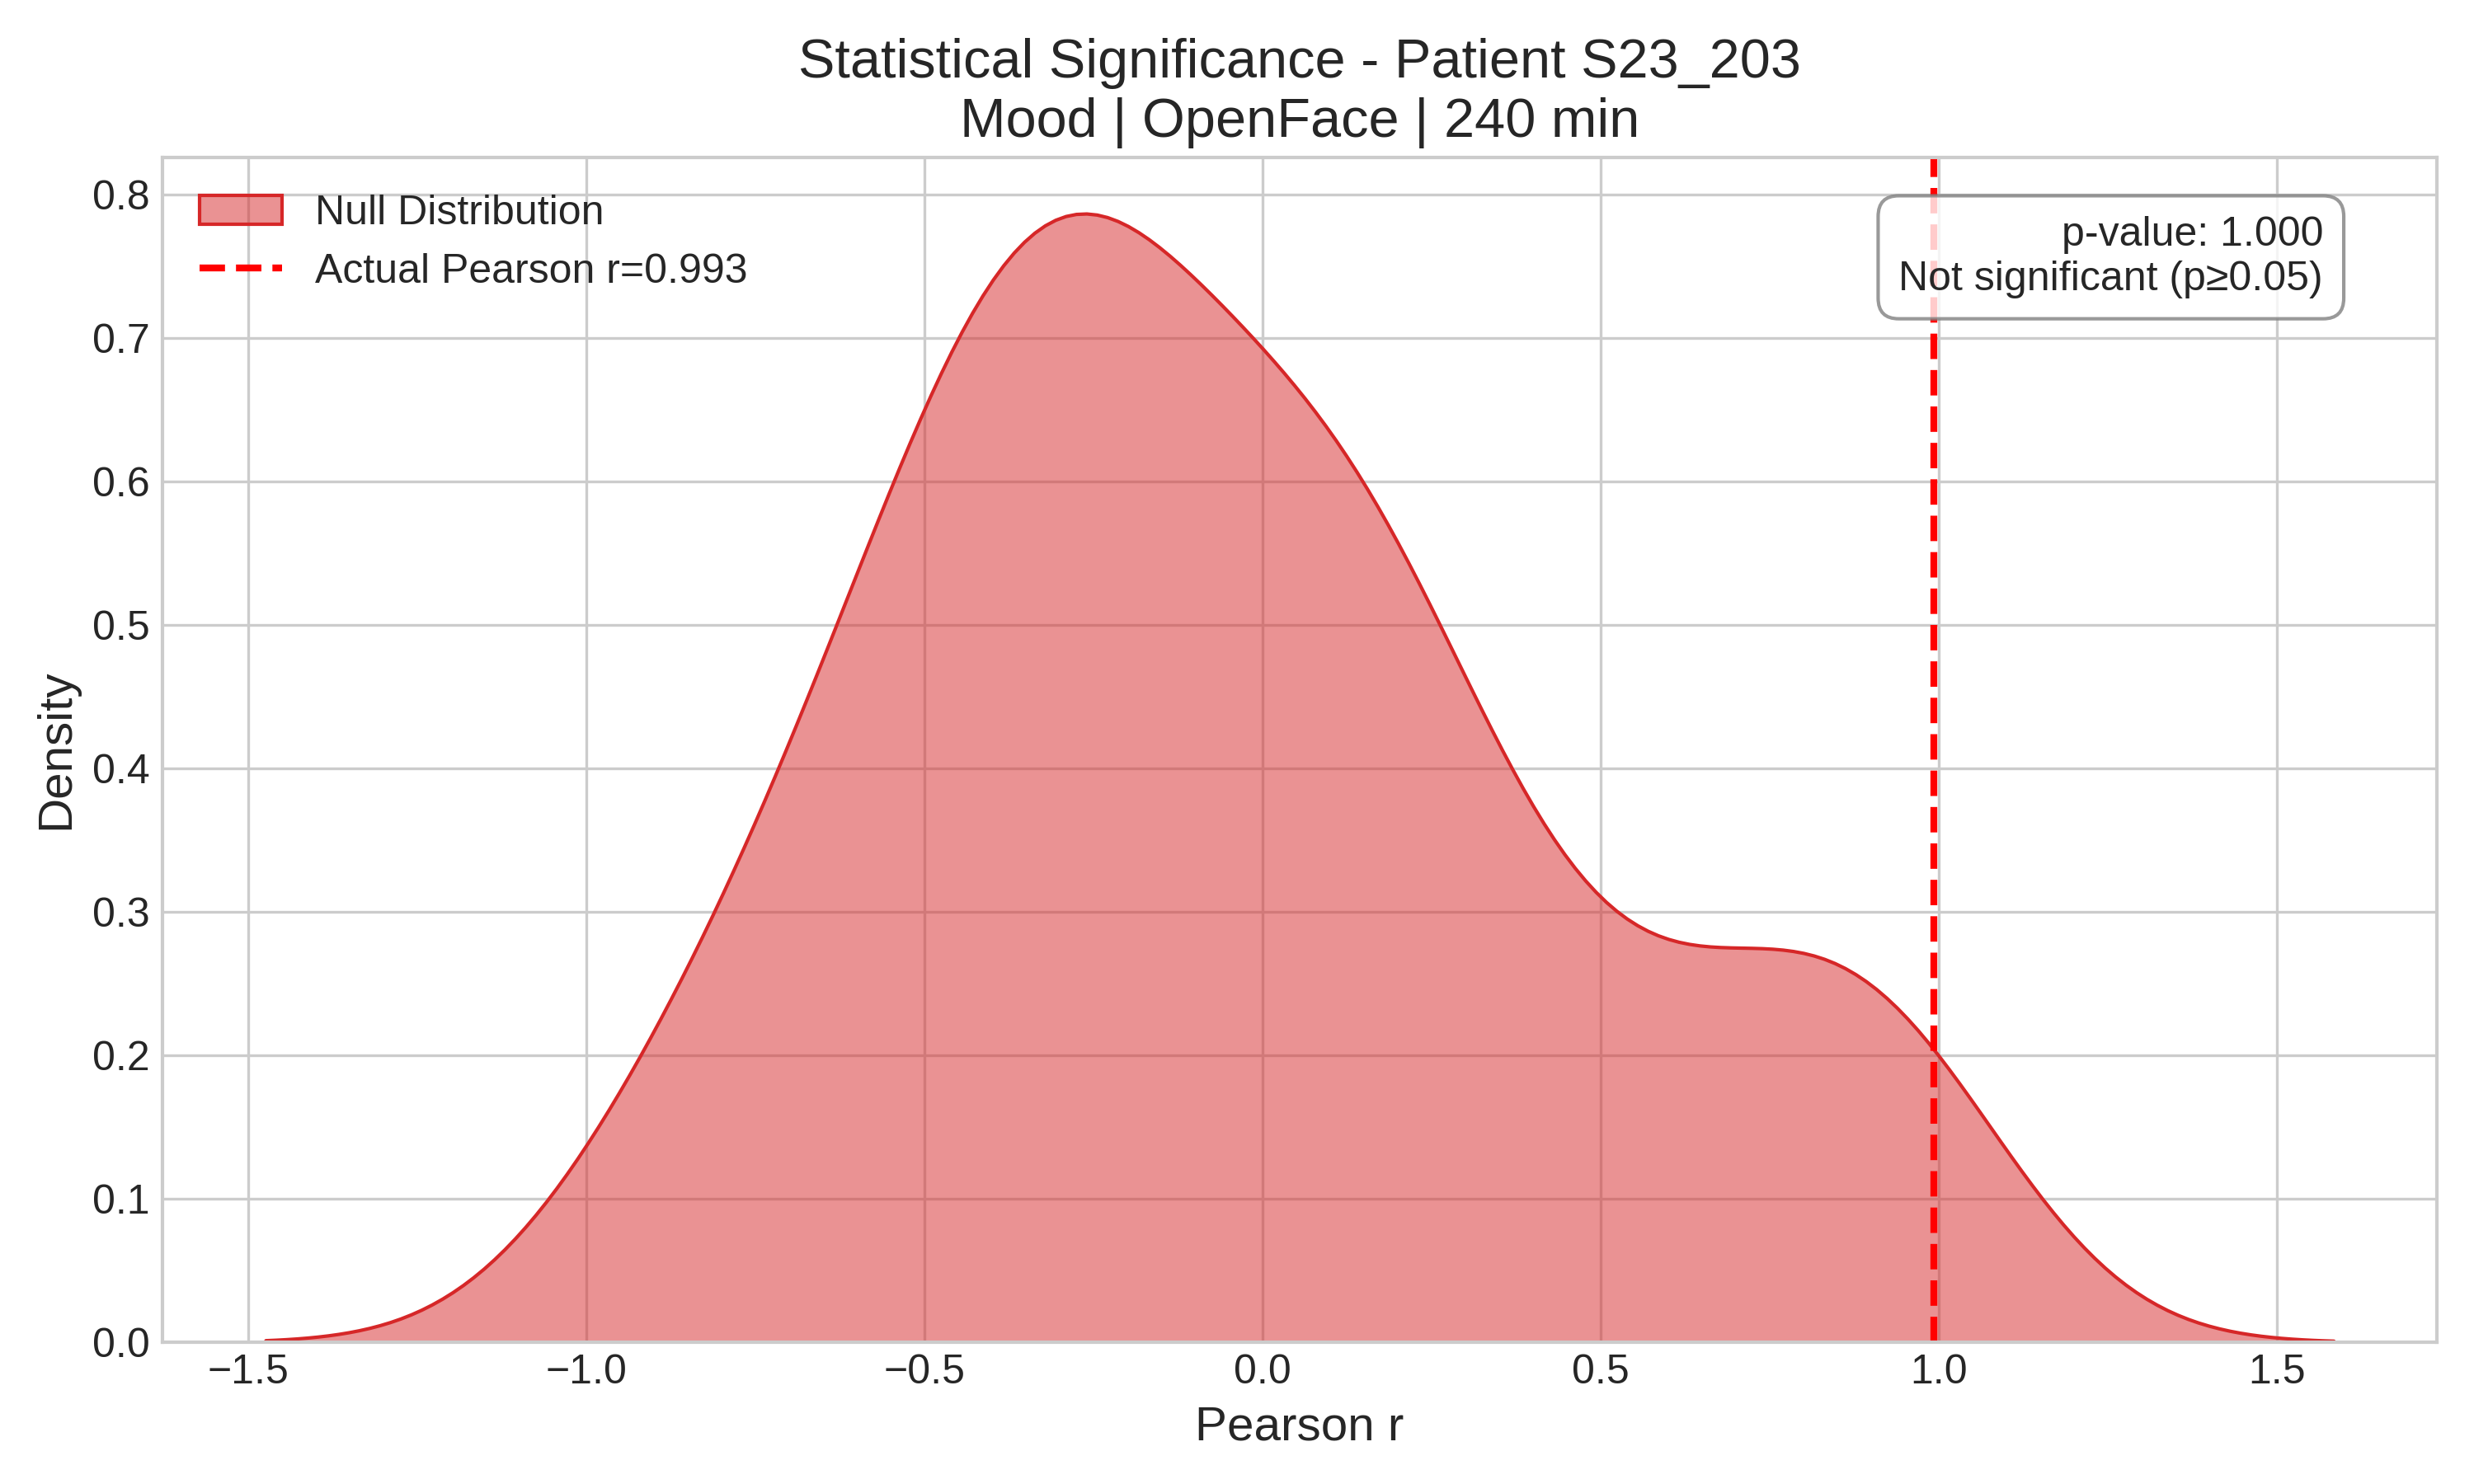 Statistical Significance - Patient S23_203
Mood | OpenFace | 240 min
Null Distribution
Actual Pearson r=0.993
p-value: 1.000
Not significant (p≥0.05)
Density
0.8
0.7
0.6
0.5
0.4
0.3
0.2
0.1
0.0
−1.5
−1.0
−0.5
0.0
0.5
1.0
1.5
Pearson r